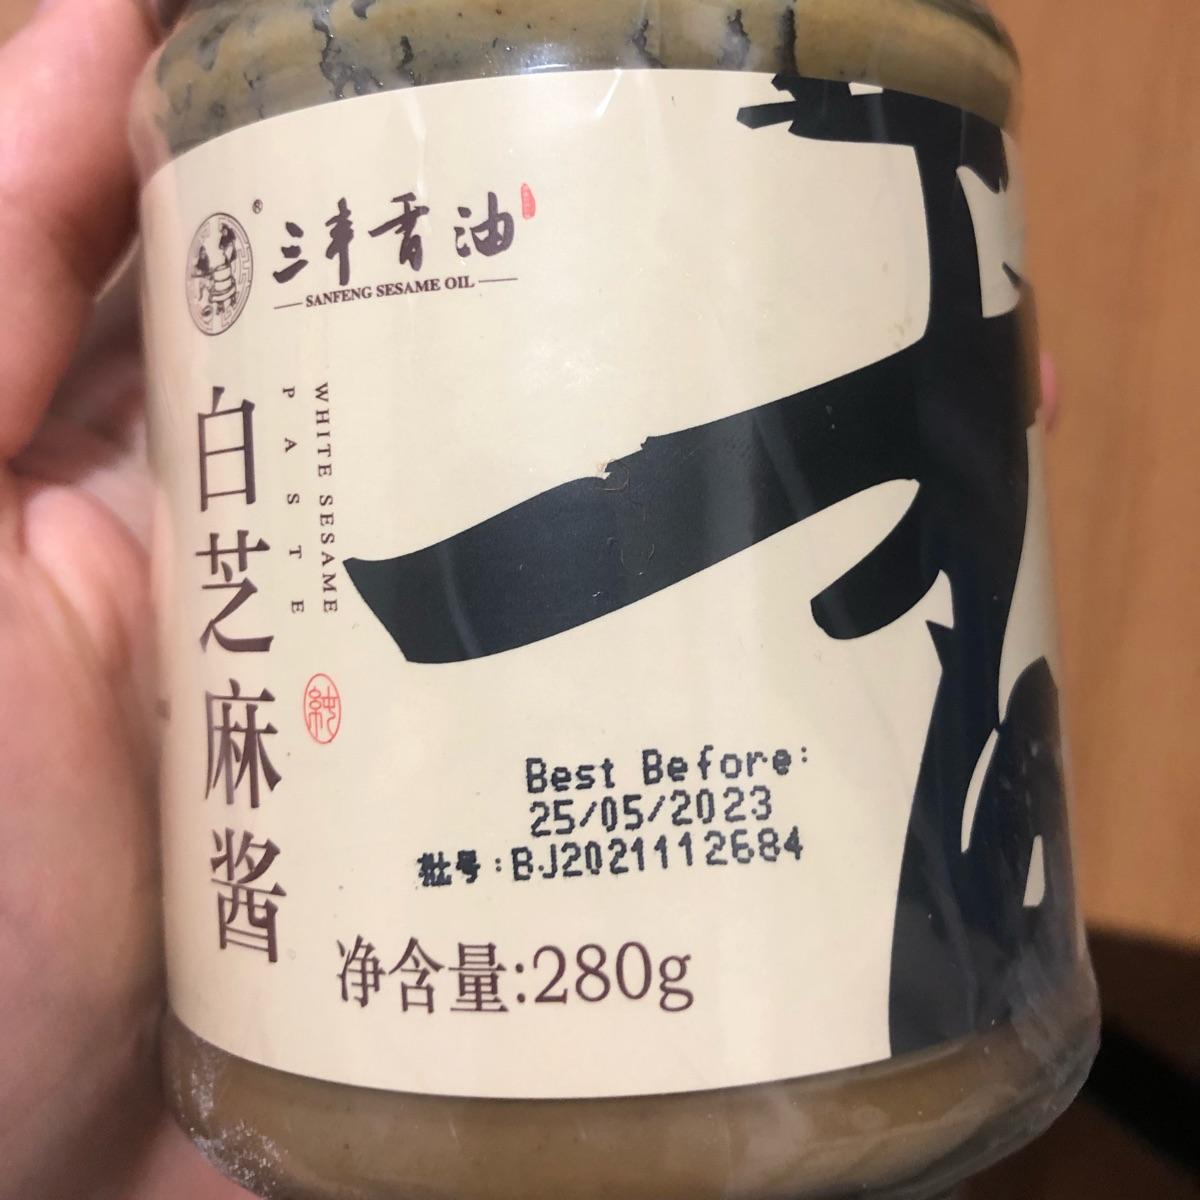 三丰香油
®
SANFENG SESAME OIL
白芝麻酱
WHITE SESAME
PASTE
純
Best Before:
25/05/2023
批号:BJ2021112684
净含量:280g